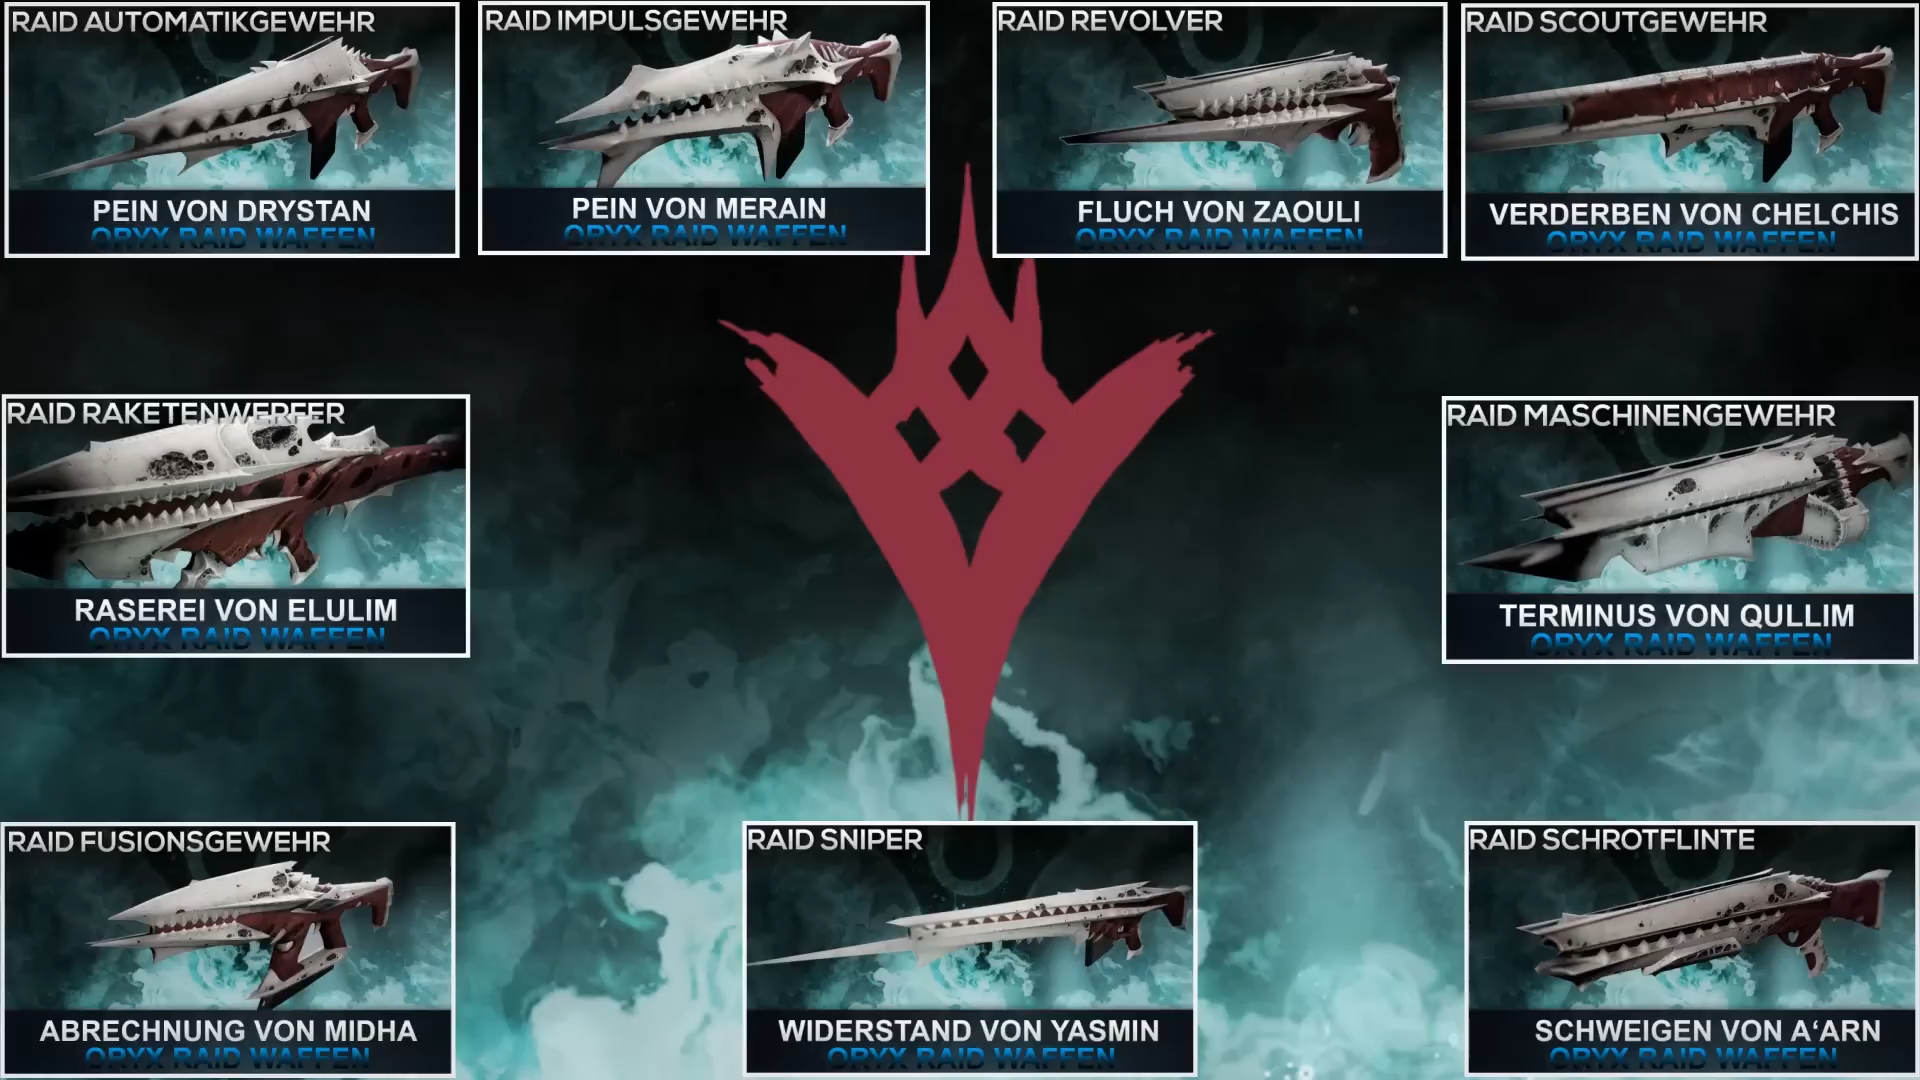 RAID AUTOMATIKGEWEHR
PEIN VON DRYSTAN
ORYX RAID WAFFEN
RAID IMPULSGEWEHR
PEIN VON MERAIN
ORYX RAID WAFFEN
RAID REVOLVER
FLUCH VON ZAOULI
ORYX RAID WAFFEN
RAID SCOUTGEWEHR
VERDERBEN VON CHELCHIS
ORYX RAID WAFFEN
RAID RAKETENWERFER
RASEREI VON ELULIM
ORYX RAID WAFFEN
RAID MASCHINENGEWEHR
TERMINUS VON QULLIM
ORYX RAID WAFFEN
RAID FUSIONSGEWEHR
ABRECHNUNG VON MIDHA
ORYX RAID WAFFEN
RAID SNIPER
WIDERSTAND VON YASMIN
ORYX RAID WAFFEN
RAID SCHROTFLINTE
SCHWEIGEN VON A‘ARN
ORYX RAID WAFFEN